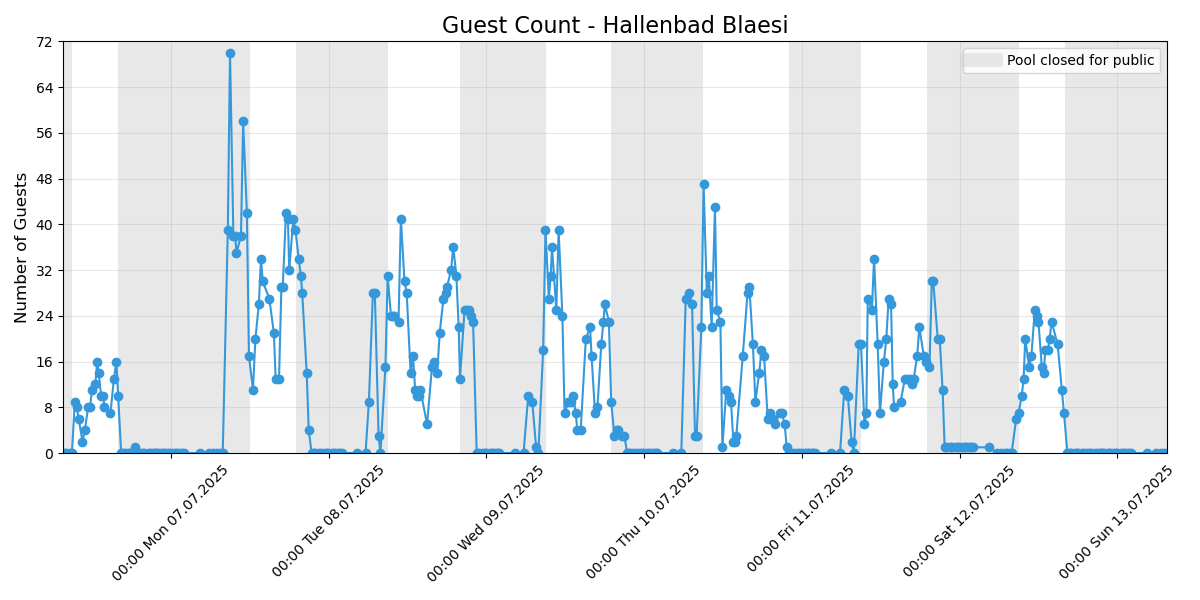 Guest Count - Hallenbad Blaesi
Pool closed for public
Number of Guests
72
64
56
48
40
32
24
16
8
0
00:00 Mon 07.07.2025
00:00 Tue 08.07.2025
00:00 Wed 09.07.2025
00:00 Thu 10.07.2025
00:00 Fri 11.07.2025
00:00 Sat 12.07.2025
00:00 Sun 13.07.2025